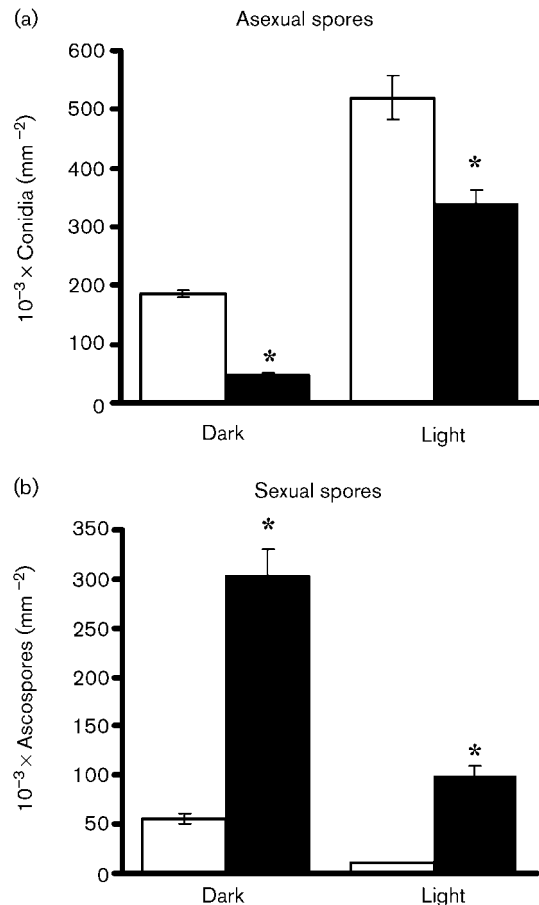 (a)
Asexual spores
600
500
400
300
200
100
0
10⁻³ × Conidia (mm⁻²)
*
*
Dark
Light
(b)
Sexual spores
350
300
250
200
150
100
50
0
10⁻³ × Ascospores (mm⁻²)
*
*
Dark
Light